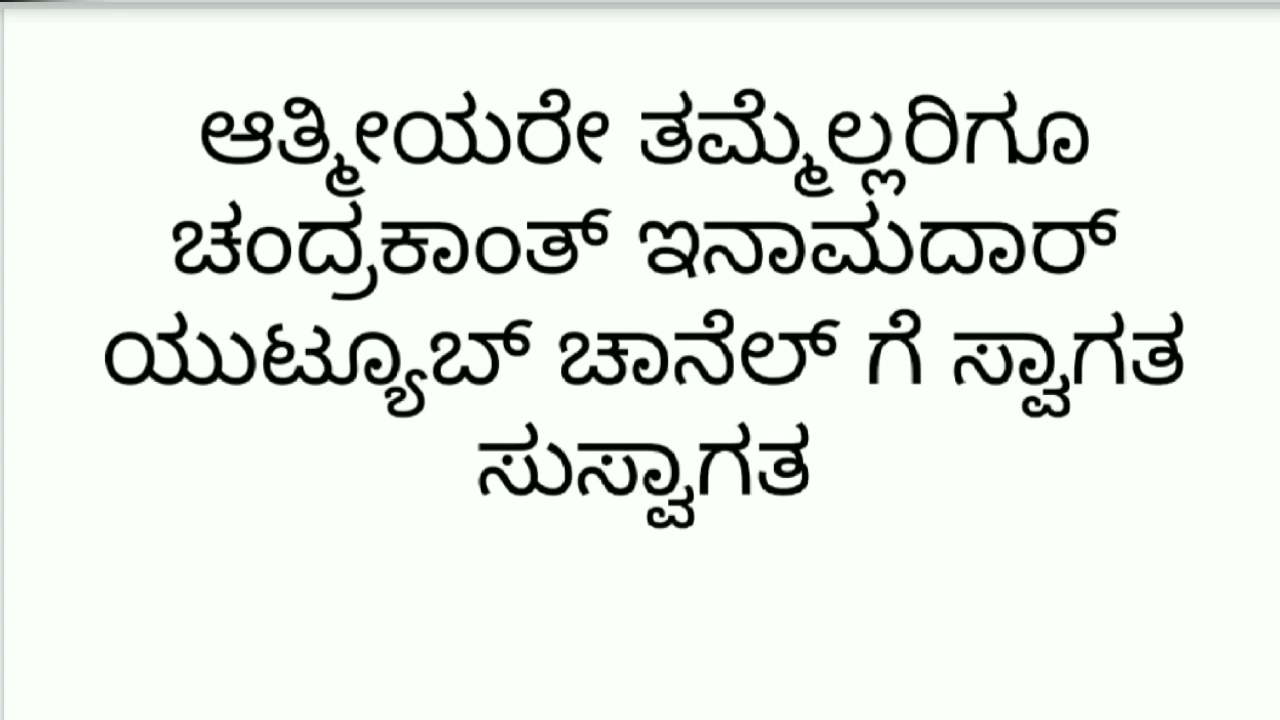 ಆತ್ಮೀಯರೇ ತಮ್ಮೆಲ್ಲರಿಗೂ
ಚಂದ್ರಕಾಂತ್ ಇನಾಮದಾರ್
ಯುಟ್ಯೂಬ್ ಚಾನೆಲ್ ಗೆ ಸ್ವಾಗತ
ಸುಸ್ವಾಗತ